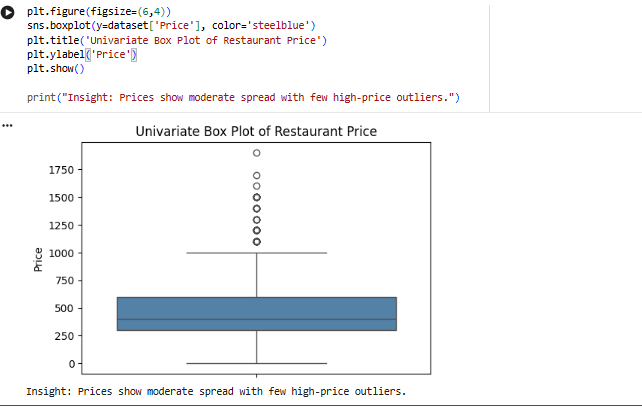 plt.figure(figsize=(6,4))
sns.boxplot(y=dataset['Price'], color='steelblue')
plt.title('Univariate Box Plot of Restaurant Price')
plt.ylabel('Price')
plt.show()
print("Insight: Prices show moderate spread with few high-price outliers.")
...
Univariate Box Plot of Restaurant Price
1750
1500
1250
1000
750
500
250
0
Price
Insight: Prices show moderate spread with few high-price outliers.